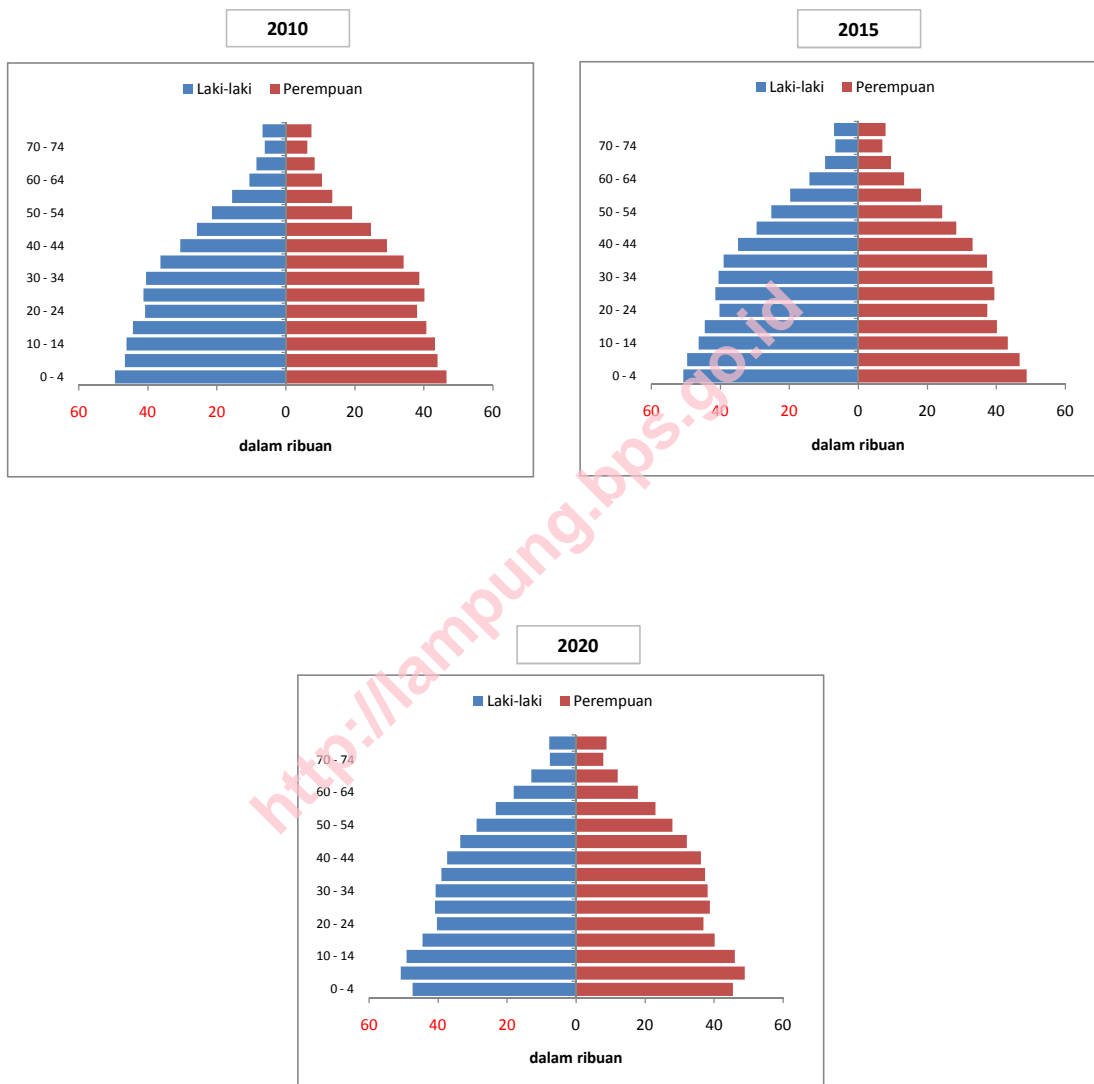 2010
Laki-laki Perempuan
70 - 74
60 - 64
50 - 54
40 - 44
30 - 34
20 - 24
10 - 14
0 - 4
60 40 20 0 20 40 60
dalam ribuan
2015
Laki-laki Perempuan
70 - 74
60 - 64
50 - 54
40 - 44
30 - 34
20 - 24
10 - 14
0 - 4
60 40 20 0 20 40 60
dalam ribuan
2020
Laki-laki Perempuan
70 - 74
60 - 64
50 - 54
40 - 44
30 - 34
20 - 24
10 - 14
0 - 4
60 40 20 0 20 40 60
dalam ribuan
http://lampung.bps.go.id